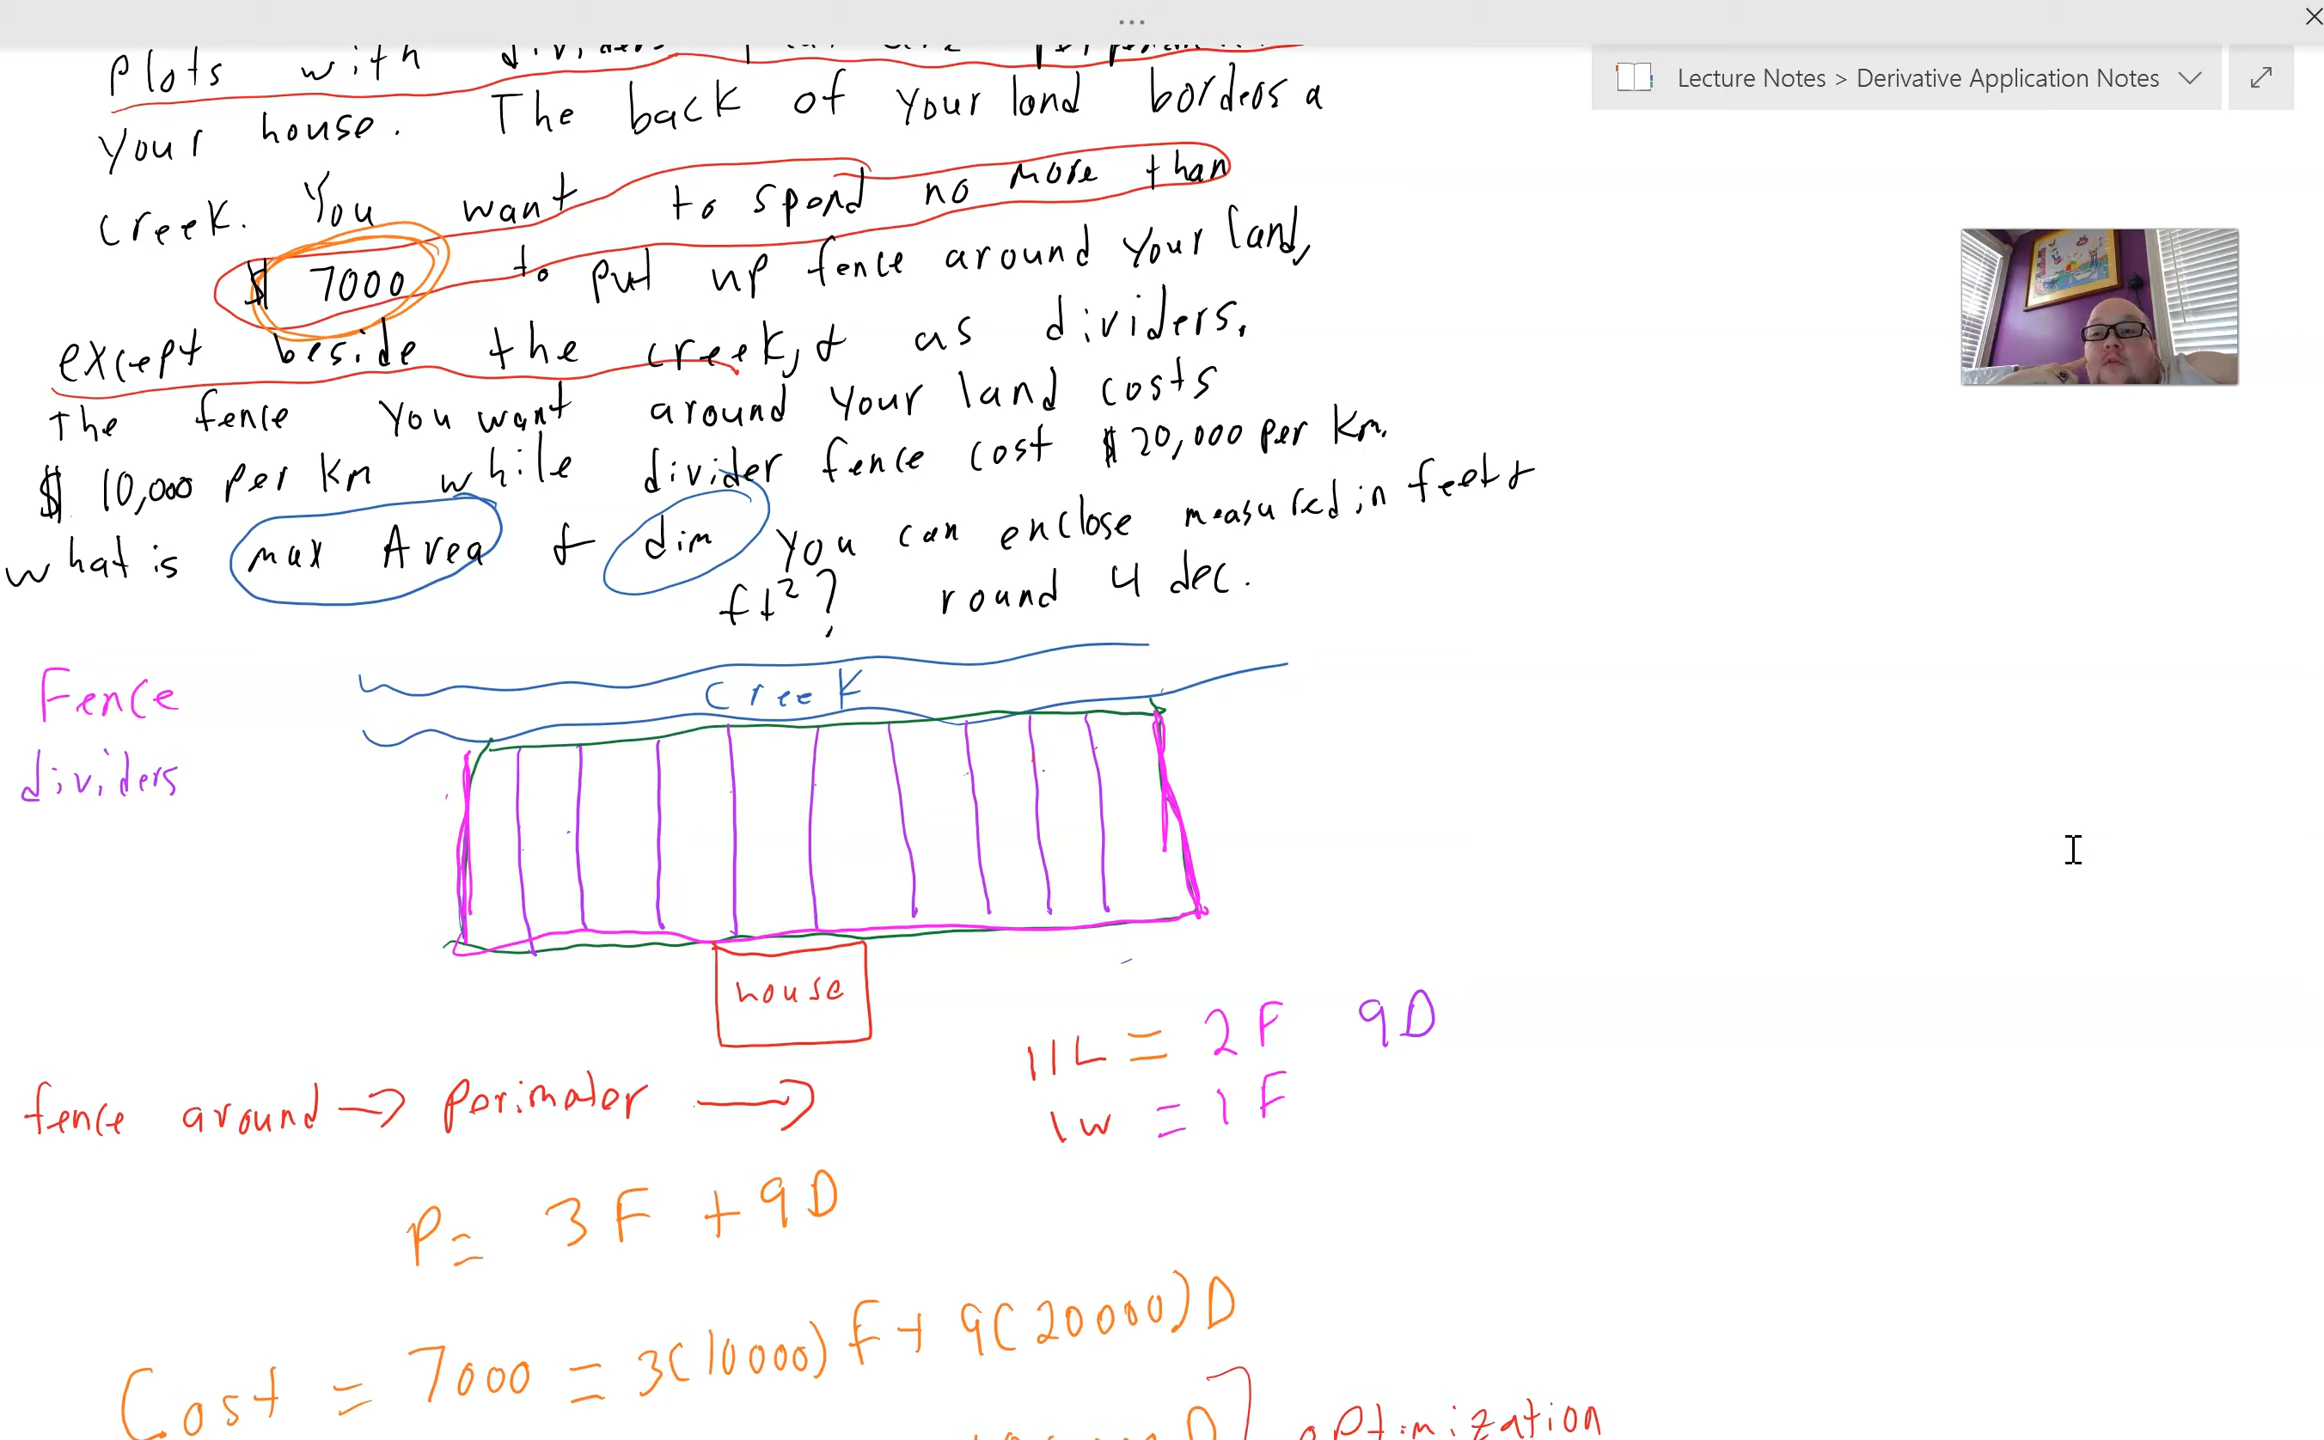 Lecture Notes > Derivative Application Notes
Plots with dividers
your house. The back of your land borders a
creek. You want to spend no more than
$ 7000 to put up fence around your land,
except beside the creek, & as dividers.
The fence you want around your land costs
$ 10,000 per km while divider fence cost $ 20,000 per km.
what is max Area & dim you can enclose measured in feet &
ft²? round 4 dec.
Fence
dividers
Creek
house
11L = 2F 9D
1w = 1F
fence around → Perimater →
P = 3F + 9D
Cost = 7000 = 3(10000)F + 9(20000)D
optimization